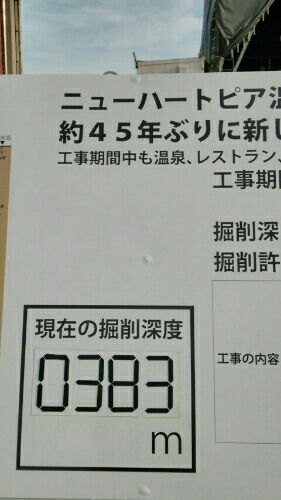 ニューハートピア温
約45年ぶりに新し
工事期間中も温泉、レストラン、
工事期
掘削深
掘削許
現在の掘削深度
0383
m
工事の内容